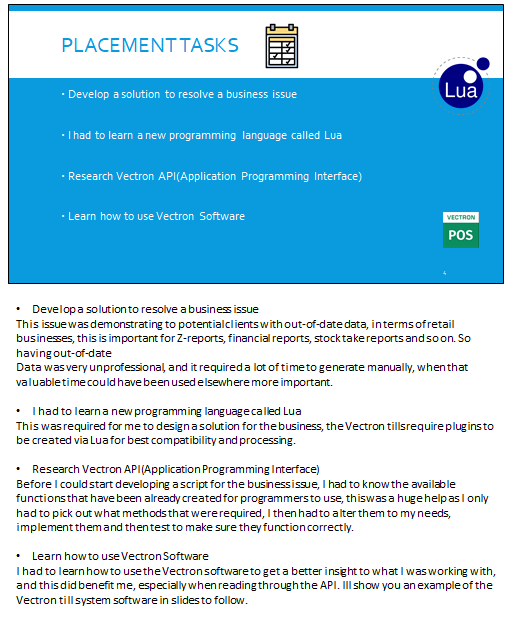 PLACEMENT TASKS
• Develop a solution to resolve a business issue
Lua
• I had to learn a new programming language called Lua
• Research Vectron API(Application Programming Interface)
• Learn how to use Vectron Software
VECTRON
POS
4
• Develop a solution to resolve a business issue
This issue was demonstrating to potential clients with out-of-date data, in terms of retail
businesses, this is important for Z-reports, financial reports, stock take reports and so on. So
having out-of-date
Data was very unprofessional, and it required a lot of time to generate manually, when that
valuable time could have been used elsewhere more important.
• I had to learn a new programming language called Lua
This was required for me to design a solution for the business, the Vectron tills require plugins to
be created via Lua for best compatibility and processing.
• Research Vectron API(Application Programming Interface)
Before I could start developing a script for the business issue, I had to know the available
functions that have been already created for programmers to use, this was a huge help as I only
had to pick out what methods that were required, I then had to alter them to my needs,
implement them and then test to make sure they function correctly.
• Learn how to use Vectron Software
I had to learn how to use the Vectron software to get a better insight to what I was working with,
and this did benefit me, especially when reading through the API. Ill show you an example of the
Vectron till system software in slides to follow.